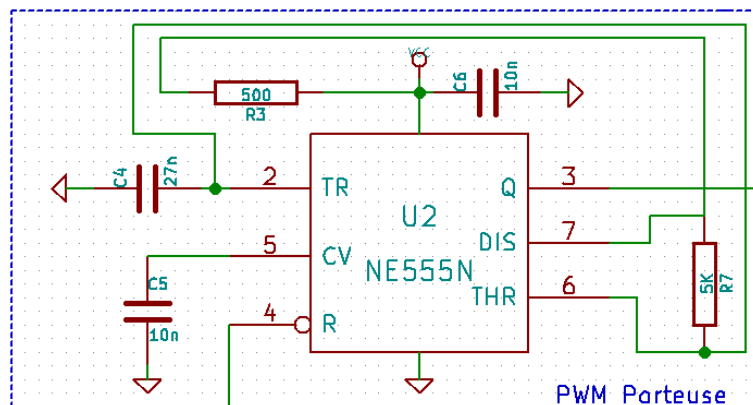 VCC
500
R3
C6
10n
C4
27n
2
TR
Q
3
U2
5
CV
DIS
7
NE555N
C5
10n
THR
6
5K
R7
4
R
PWM Porteuse